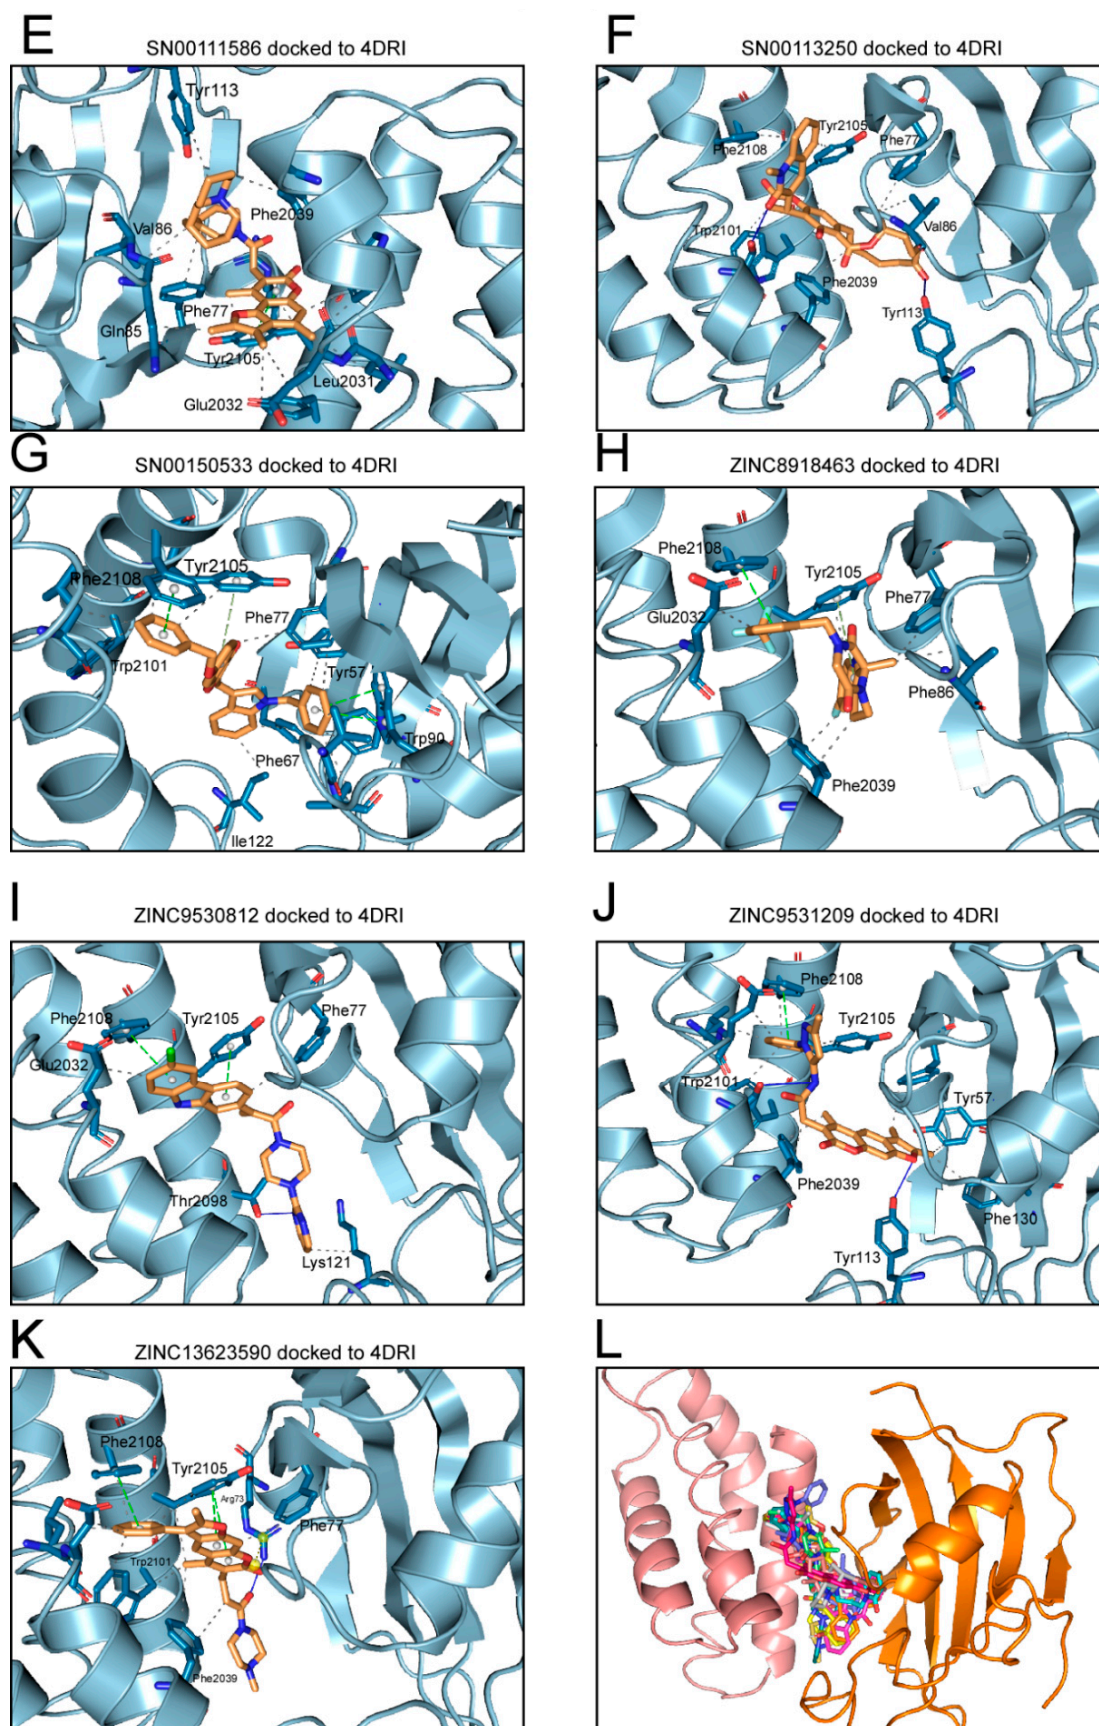 E
SN00111586 docked to 4DRI
Tyr113
Phe2039
Val86
Phe77
Gln85
Tyr2105
Leu2031
Glu2032
F
SN00113250 docked to 4DRI
Tyr2105
Phe77
Phe2108
Val86
Trp2101
Phe2039
Tyr113
G
SN00150533 docked to 4DRI
Tyr2105
Phe2108
Phe77
Trp2101
Tyr57
Trp90
Phe67
Ile122
H
ZINC8918463 docked to 4DRI
Phe2108
Tyr2105
Phe77
Glu2032
Phe86
Phe2039
I
ZINC9530812 docked to 4DRI
Phe2108
Tyr2105
Phe77
Glu2032
Thr2098
Lys121
J
ZINC9531209 docked to 4DRI
Phe2108
Tyr2105
Trp2101
Tyr57
Phe2039
Phe130
Tyr113
K
ZINC13623590 docked to 4DRI
Phe2108
Tyr2105
Arg73
Phe77
Trp2101
Phe2039
L